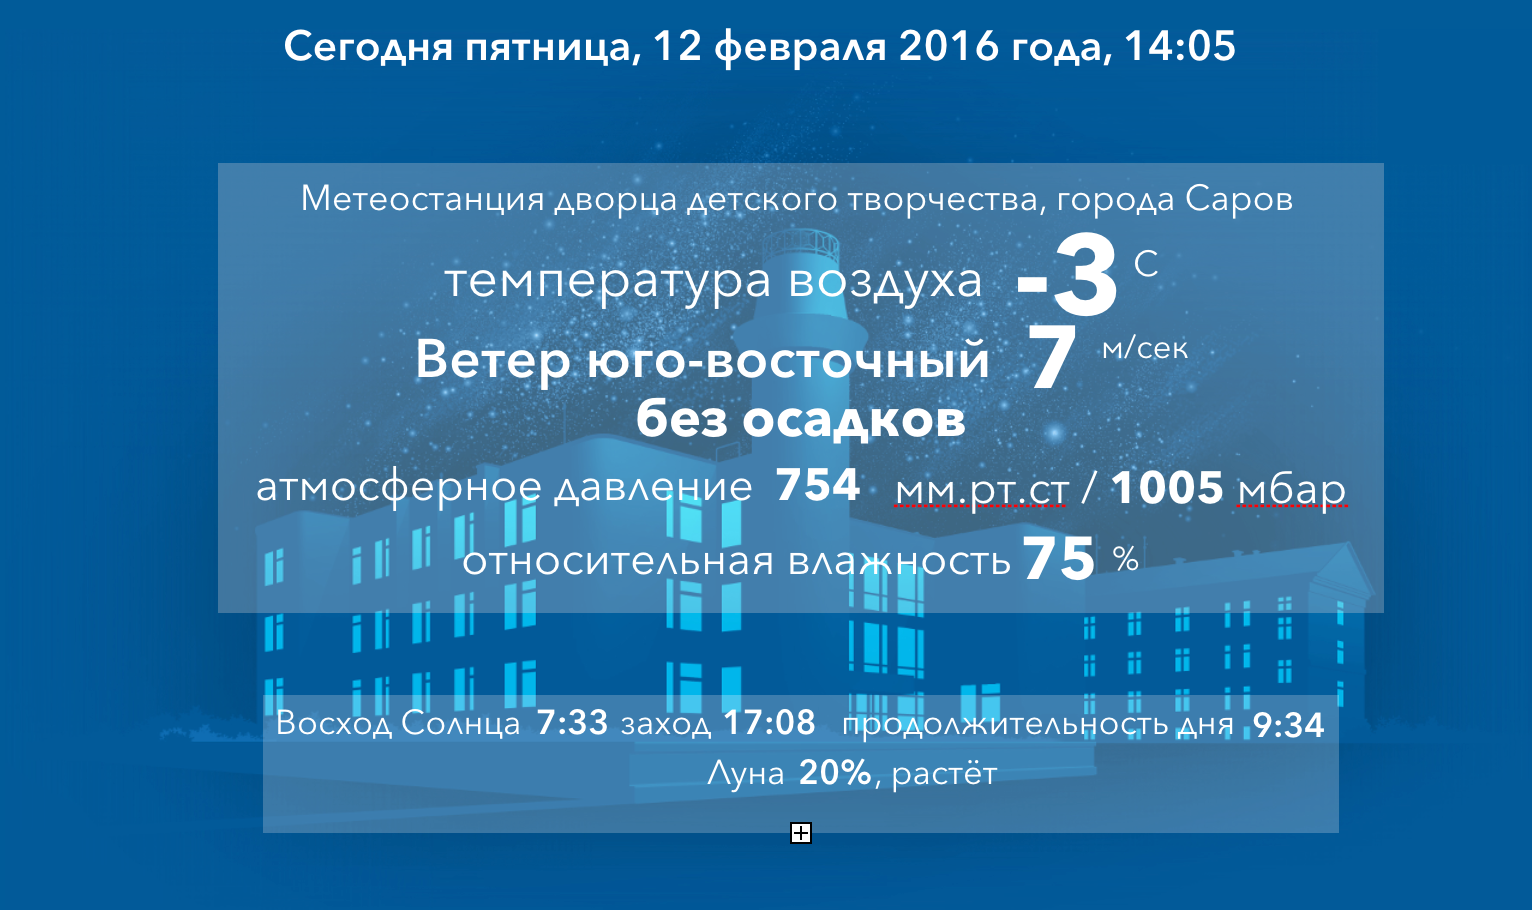 Сегодня пятница, 12 февраля 2016 года, 14:05
Метеостанция дворца детского творчества, города Саров
температура воздуха -3 С
Ветер юго-восточный 7 м/сек
без осадков
атмосферное давление 754 мм.рт.ст / 1005 мбар
относительная влажность 75 %
Восход Солнца 7:33 заход 17:08 продолжительность дня 9:34
Луна 20%, растёт